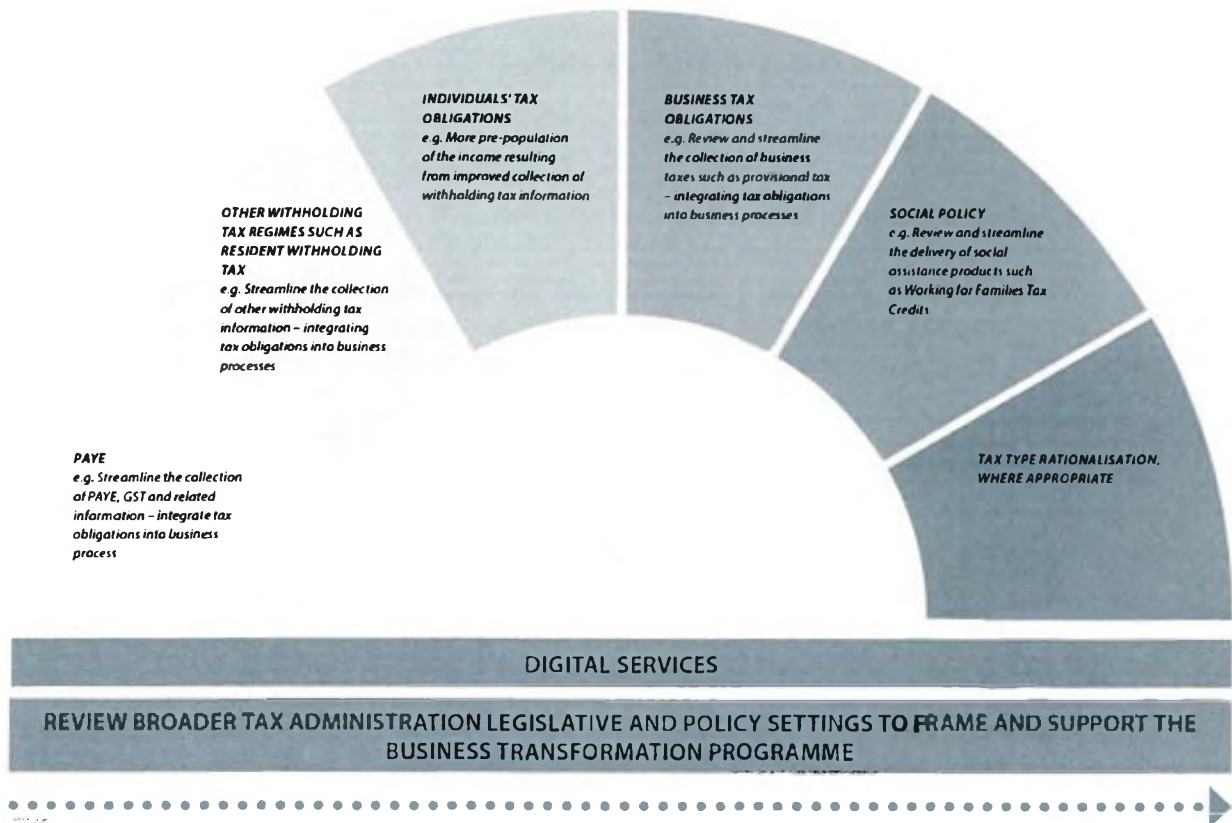 PAYE
e.g. Streamline the collection
of PAYE, GST and related
information – integrate tax
obligations into business
process
OTHER WITHHOLDING
TAX REGIMES SUCH AS
RESIDENT WITHHOLDING
TAX
e.g. Streamline the collection
of other withholding tax
information – integrating
tax obligations into business
processes
INDIVIDUALS' TAX
OBLIGATIONS
e.g. More pre-population
of the income resulting
from improved collection of
withholding tax information
BUSINESS TAX
OBLIGATIONS
e.g. Review and streamline
the collection of business
taxes such as provisional tax
– integrating tax obligations
into business processes
SOCIAL POLICY
e.g. Review and streamline
the delivery of social
assistance products such
as Working for Families Tax
Credits
TAX TYPE RATIONALISATION,
WHERE APPROPRIATE
DIGITAL SERVICES
REVIEW BROADER TAX ADMINISTRATION LEGISLATIVE AND POLICY SETTINGS TO FRAME AND SUPPORT THE
BUSINESS TRANSFORMATION PROGRAMME